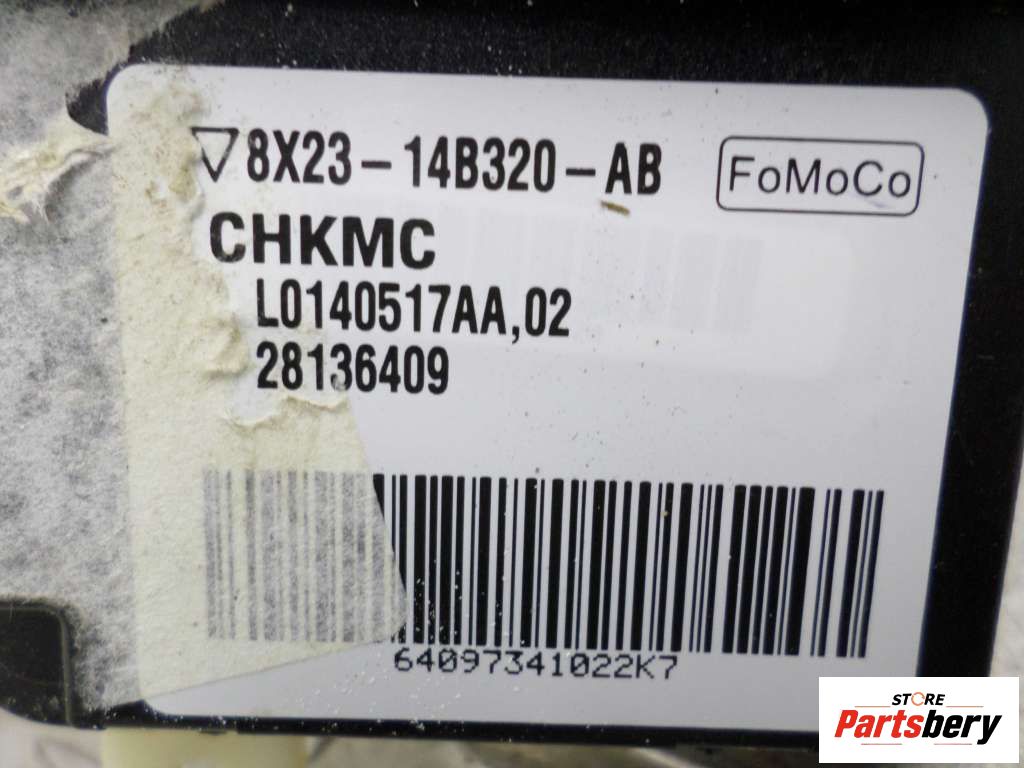 8X23-14B320-AB
FoMoCo
CHKMC
L0140517AA,02
28136409
64097341022K7
STORE
Partsbery